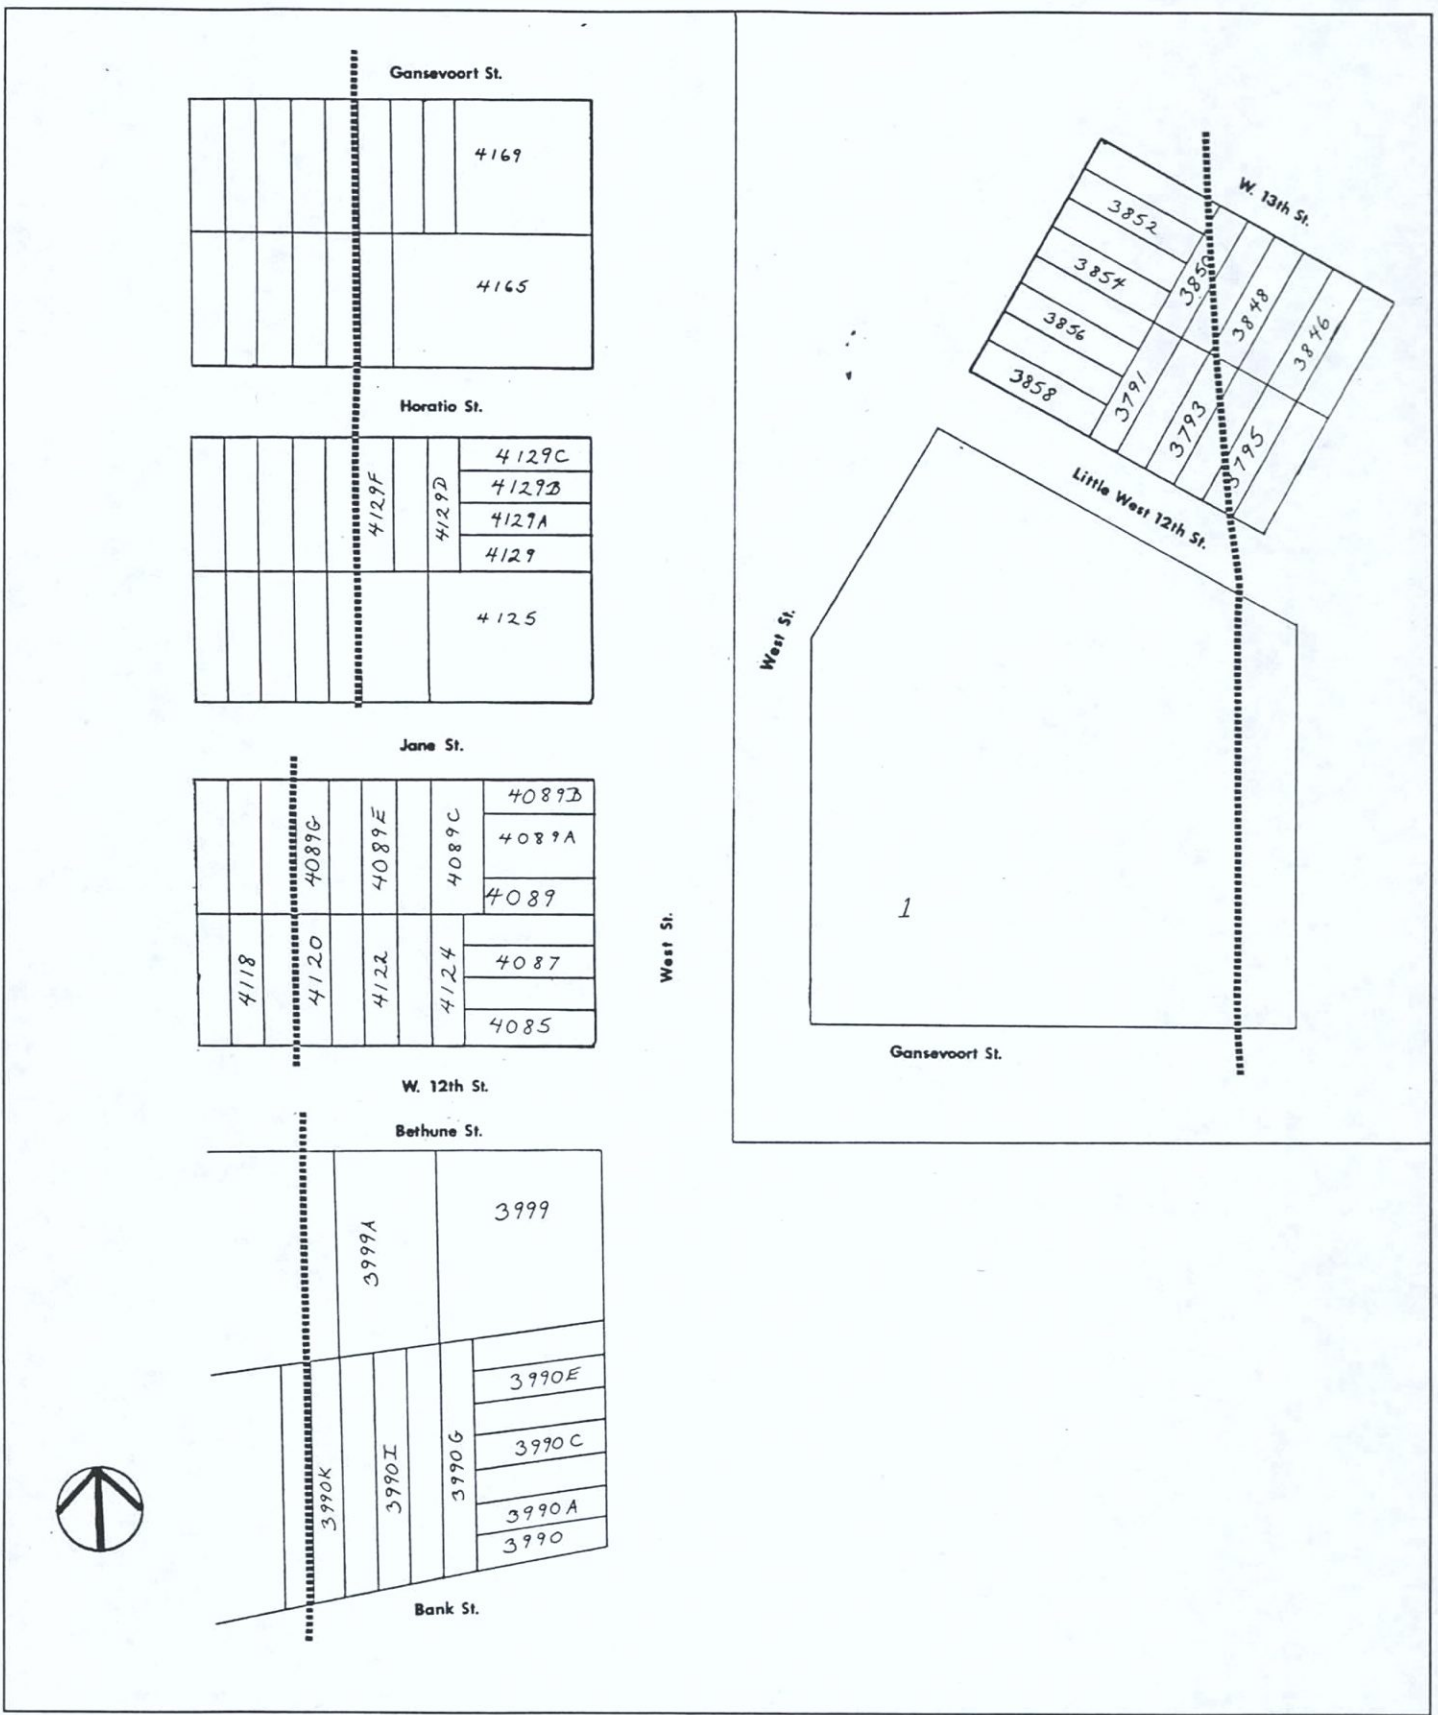 Gansevoort St.
4169
4165
Horatio St.
4129F
4129D
4129C
4129B
4129A
4129
4125
Jane St.
4089G
4089E
4089C
4089B
4089A
4089
4118
4120
4122
4124
4087
4085
West St.
W. 12th St.
Bethune St.
3999A
3999
3990K
3990I
3990G
3990E
3990C
3990A
3990
Bank St.
W. 13th St.
3852
3854
3856
3858
3850
3848
3846
3791
3793
3795
Little West 12th St.
West St.
1
Gansevoort St.